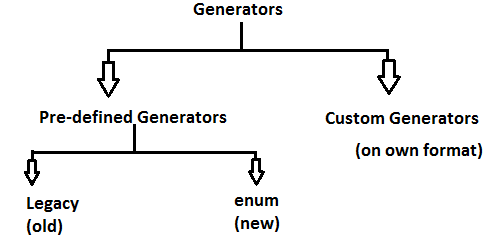 Generators
Pre-defined Generators
Custom Generators
(on own format)
Legacy
(old)
enum
(new)